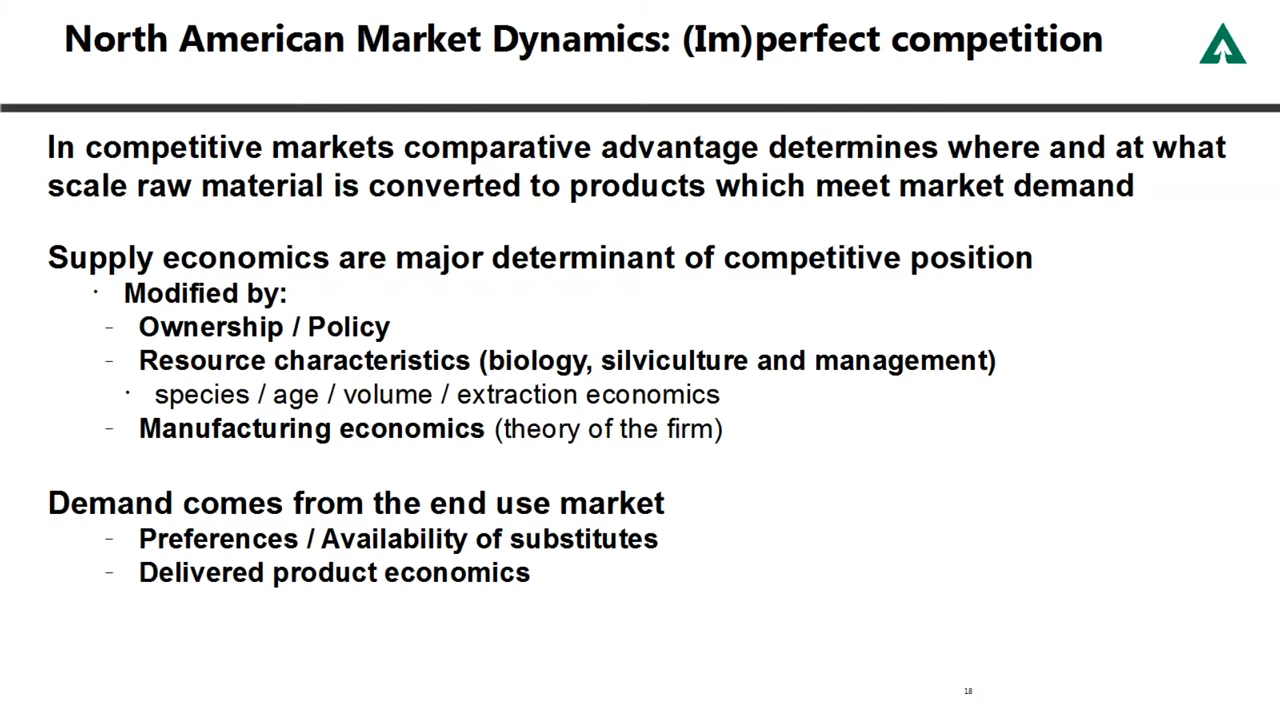 North American Market Dynamics: (Im)perfect competition
In competitive markets comparative advantage determines where and at what
scale raw material is converted to products which meet market demand
Supply economics are major determinant of competitive position
· Modified by:
– Ownership / Policy
– Resource characteristics (biology, silviculture and management)
· species / age / volume / extraction economics
– Manufacturing economics (theory of the firm)
Demand comes from the end use market
– Preferences / Availability of substitutes
– Delivered product economics
18